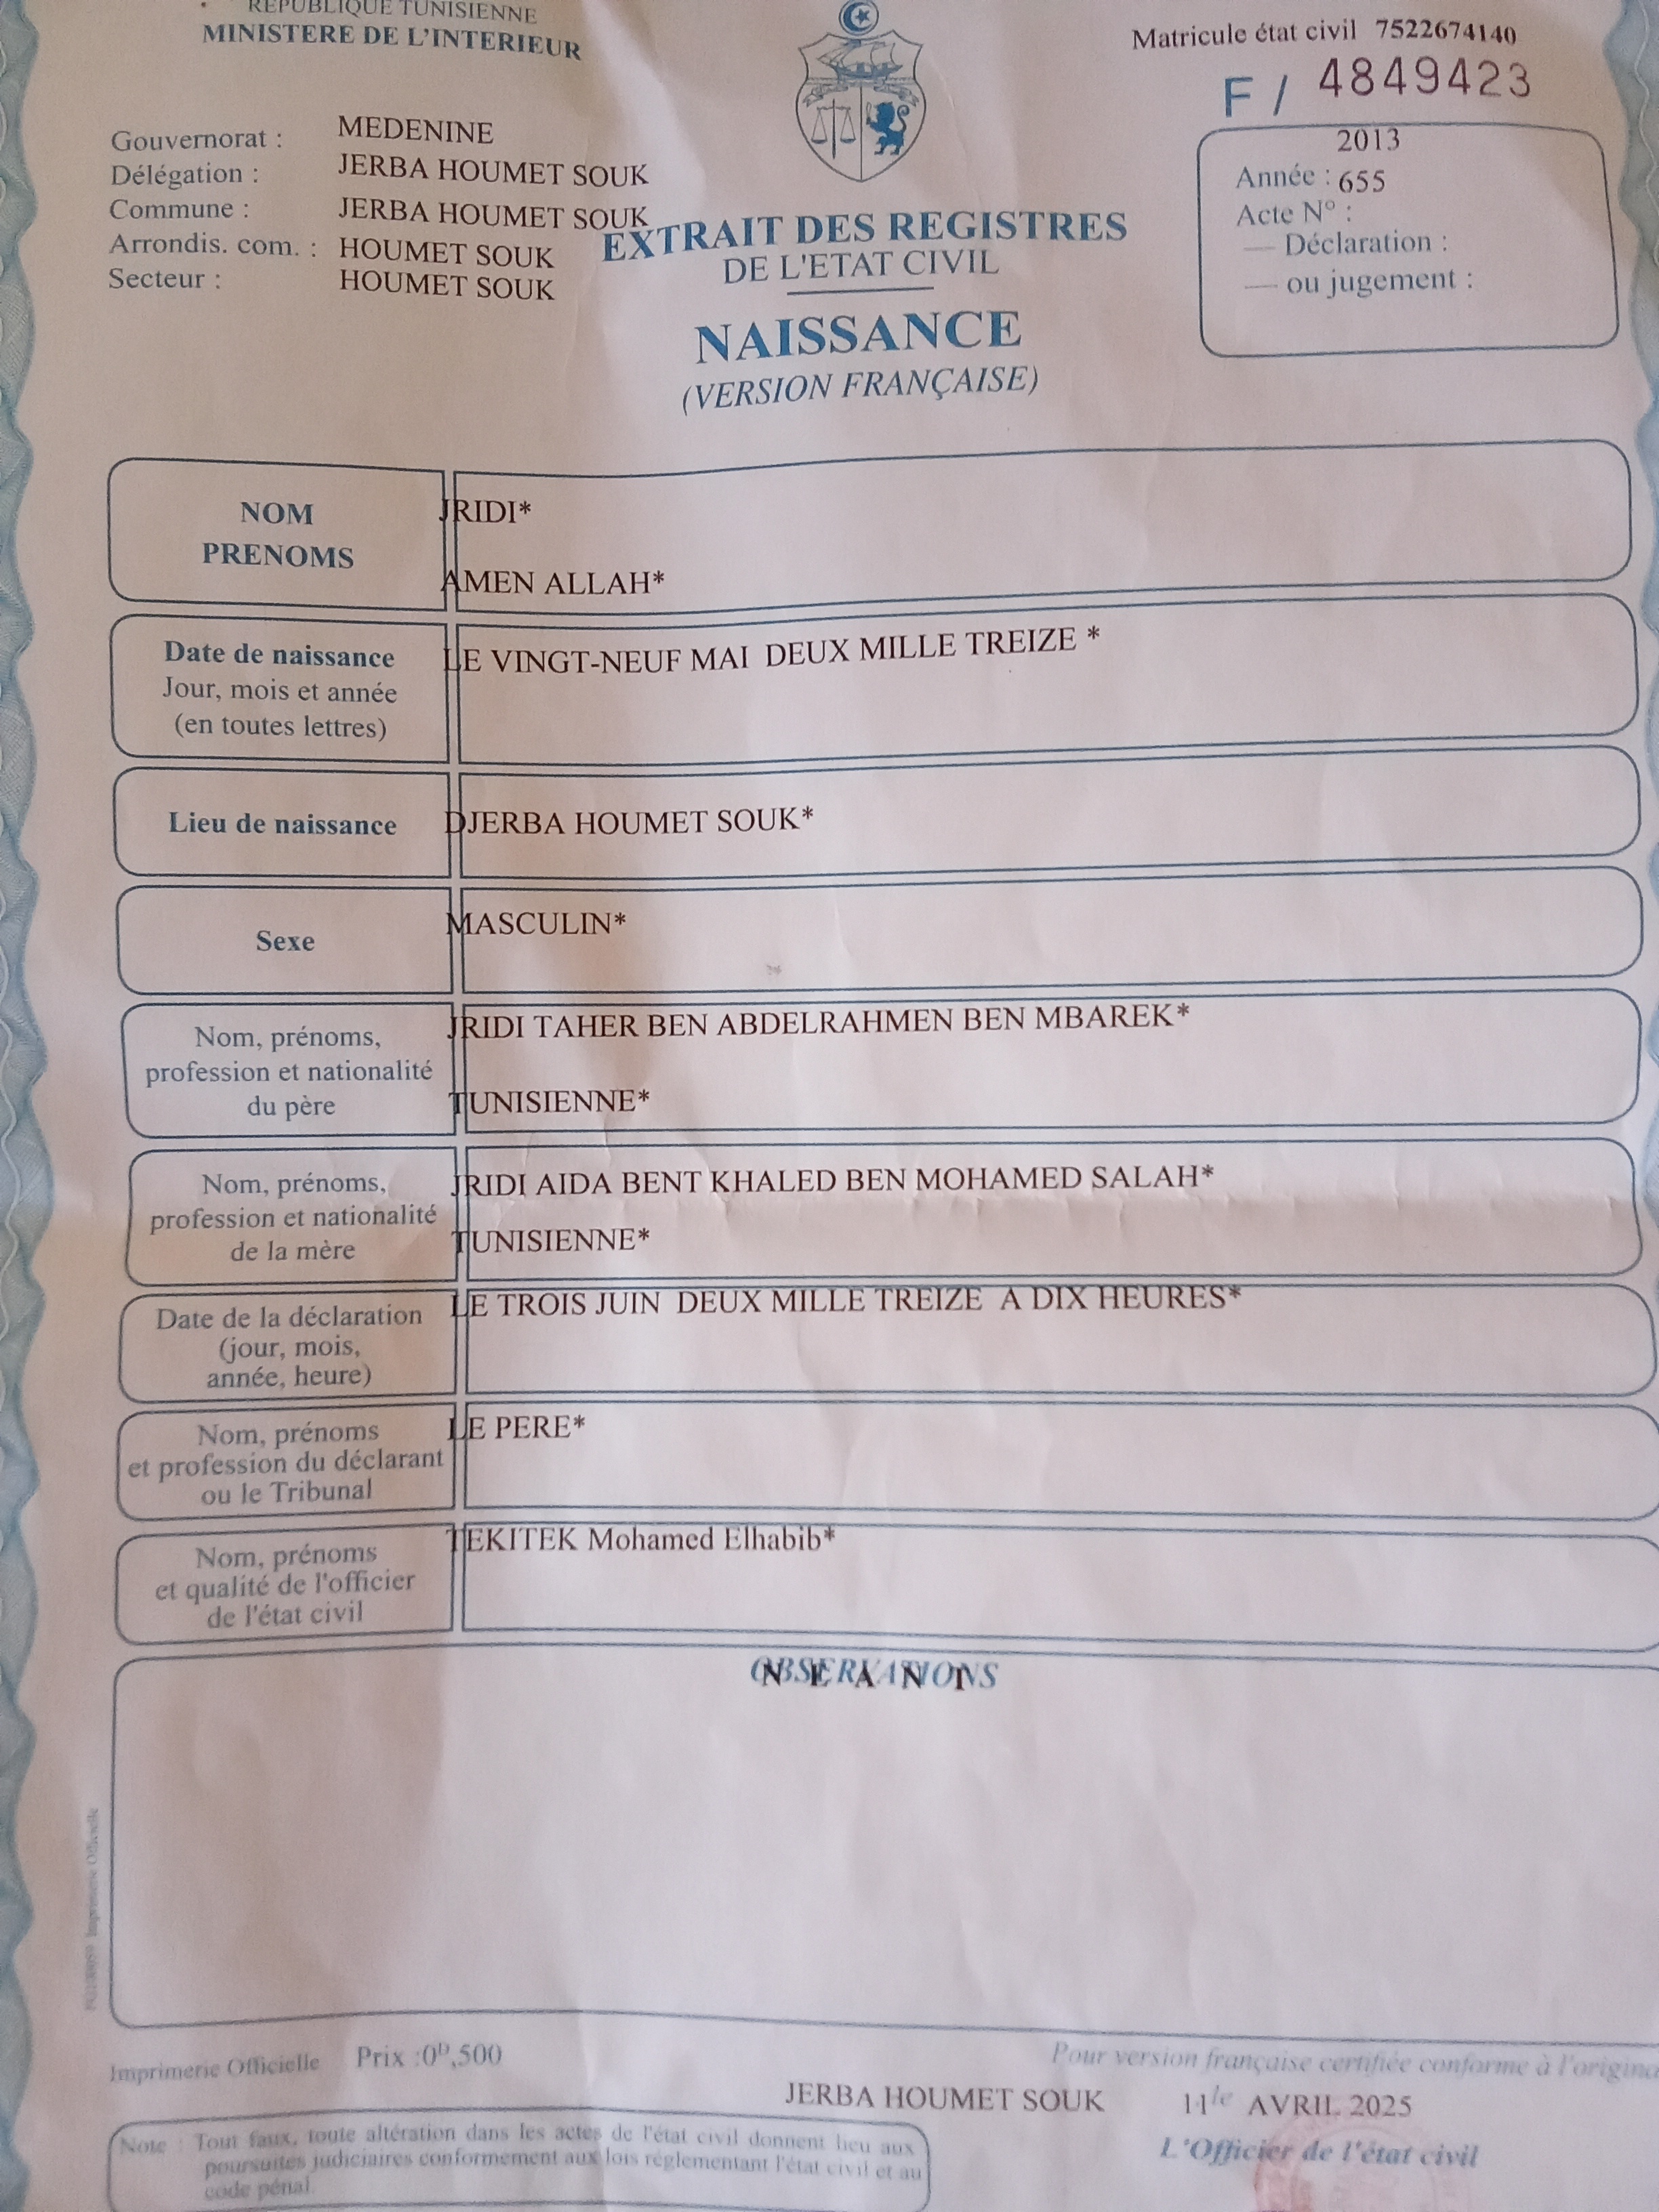 REPUBLIQUE TUNISIENNE
MINISTERE DE L'INTERIEUR
Matricule état civil 7522674140
F / 4849423
Gouvernorat : MEDENINE
Délégation : JERBA HOUMET SOUK
Commune : JERBA HOUMET SOUK
Arrondis. com. : HOUMET SOUK
Secteur : HOUMET SOUK
2013
Année : 655
Acte N° :
— Déclaration :
— ou jugement :
EXTRAIT DES REGISTRES
DE L'ETAT CIVIL
NAISSANCE
(VERSION FRANÇAISE)
NOM
PRENOMS
JRIDI*
AMEN ALLAH*
Date de naissance
Jour, mois et année
(en toutes lettres)
LE VINGT-NEUF MAI DEUX MILLE TREIZE *
Lieu de naissance
DJERBA HOUMET SOUK*
Sexe
MASCULIN*
Nom, prénoms,
profession et nationalité
du père
JRIDI TAHER BEN ABDELRAHMEN BEN MBAREK*
TUNISIENNE*
Nom, prénoms,
profession et nationalité
de la mère
JRIDI AIDA BENT KHALED BEN MOHAMED SALAH*
TUNISIENNE*
Date de la déclaration
(jour, mois,
année, heure)
LE TROIS JUIN DEUX MILLE TREIZE A DIX HEURES*
Nom, prénoms
et profession du déclarant
ou le Tribunal
LE PERE*
Nom, prénoms
et qualité de l'officier
de l'état civil
TEKITEK Mohamed Elhabib*
OBSERVATIONS
N E A N T
Imprimerie Officielle
Imprimerie Officielle Prix :0ᴰ,500
Pour version française certifiée conforme à l'origina
JERBA HOUMET SOUK 11 le AVRIL 2025
L'Officier de l'état civil
Note : Tout faux, toute altération dans les actes de l'état civil donnent lieu aux
poursuites judiciaires conformement aux lois réglementant l'état civil et au
code pénal.